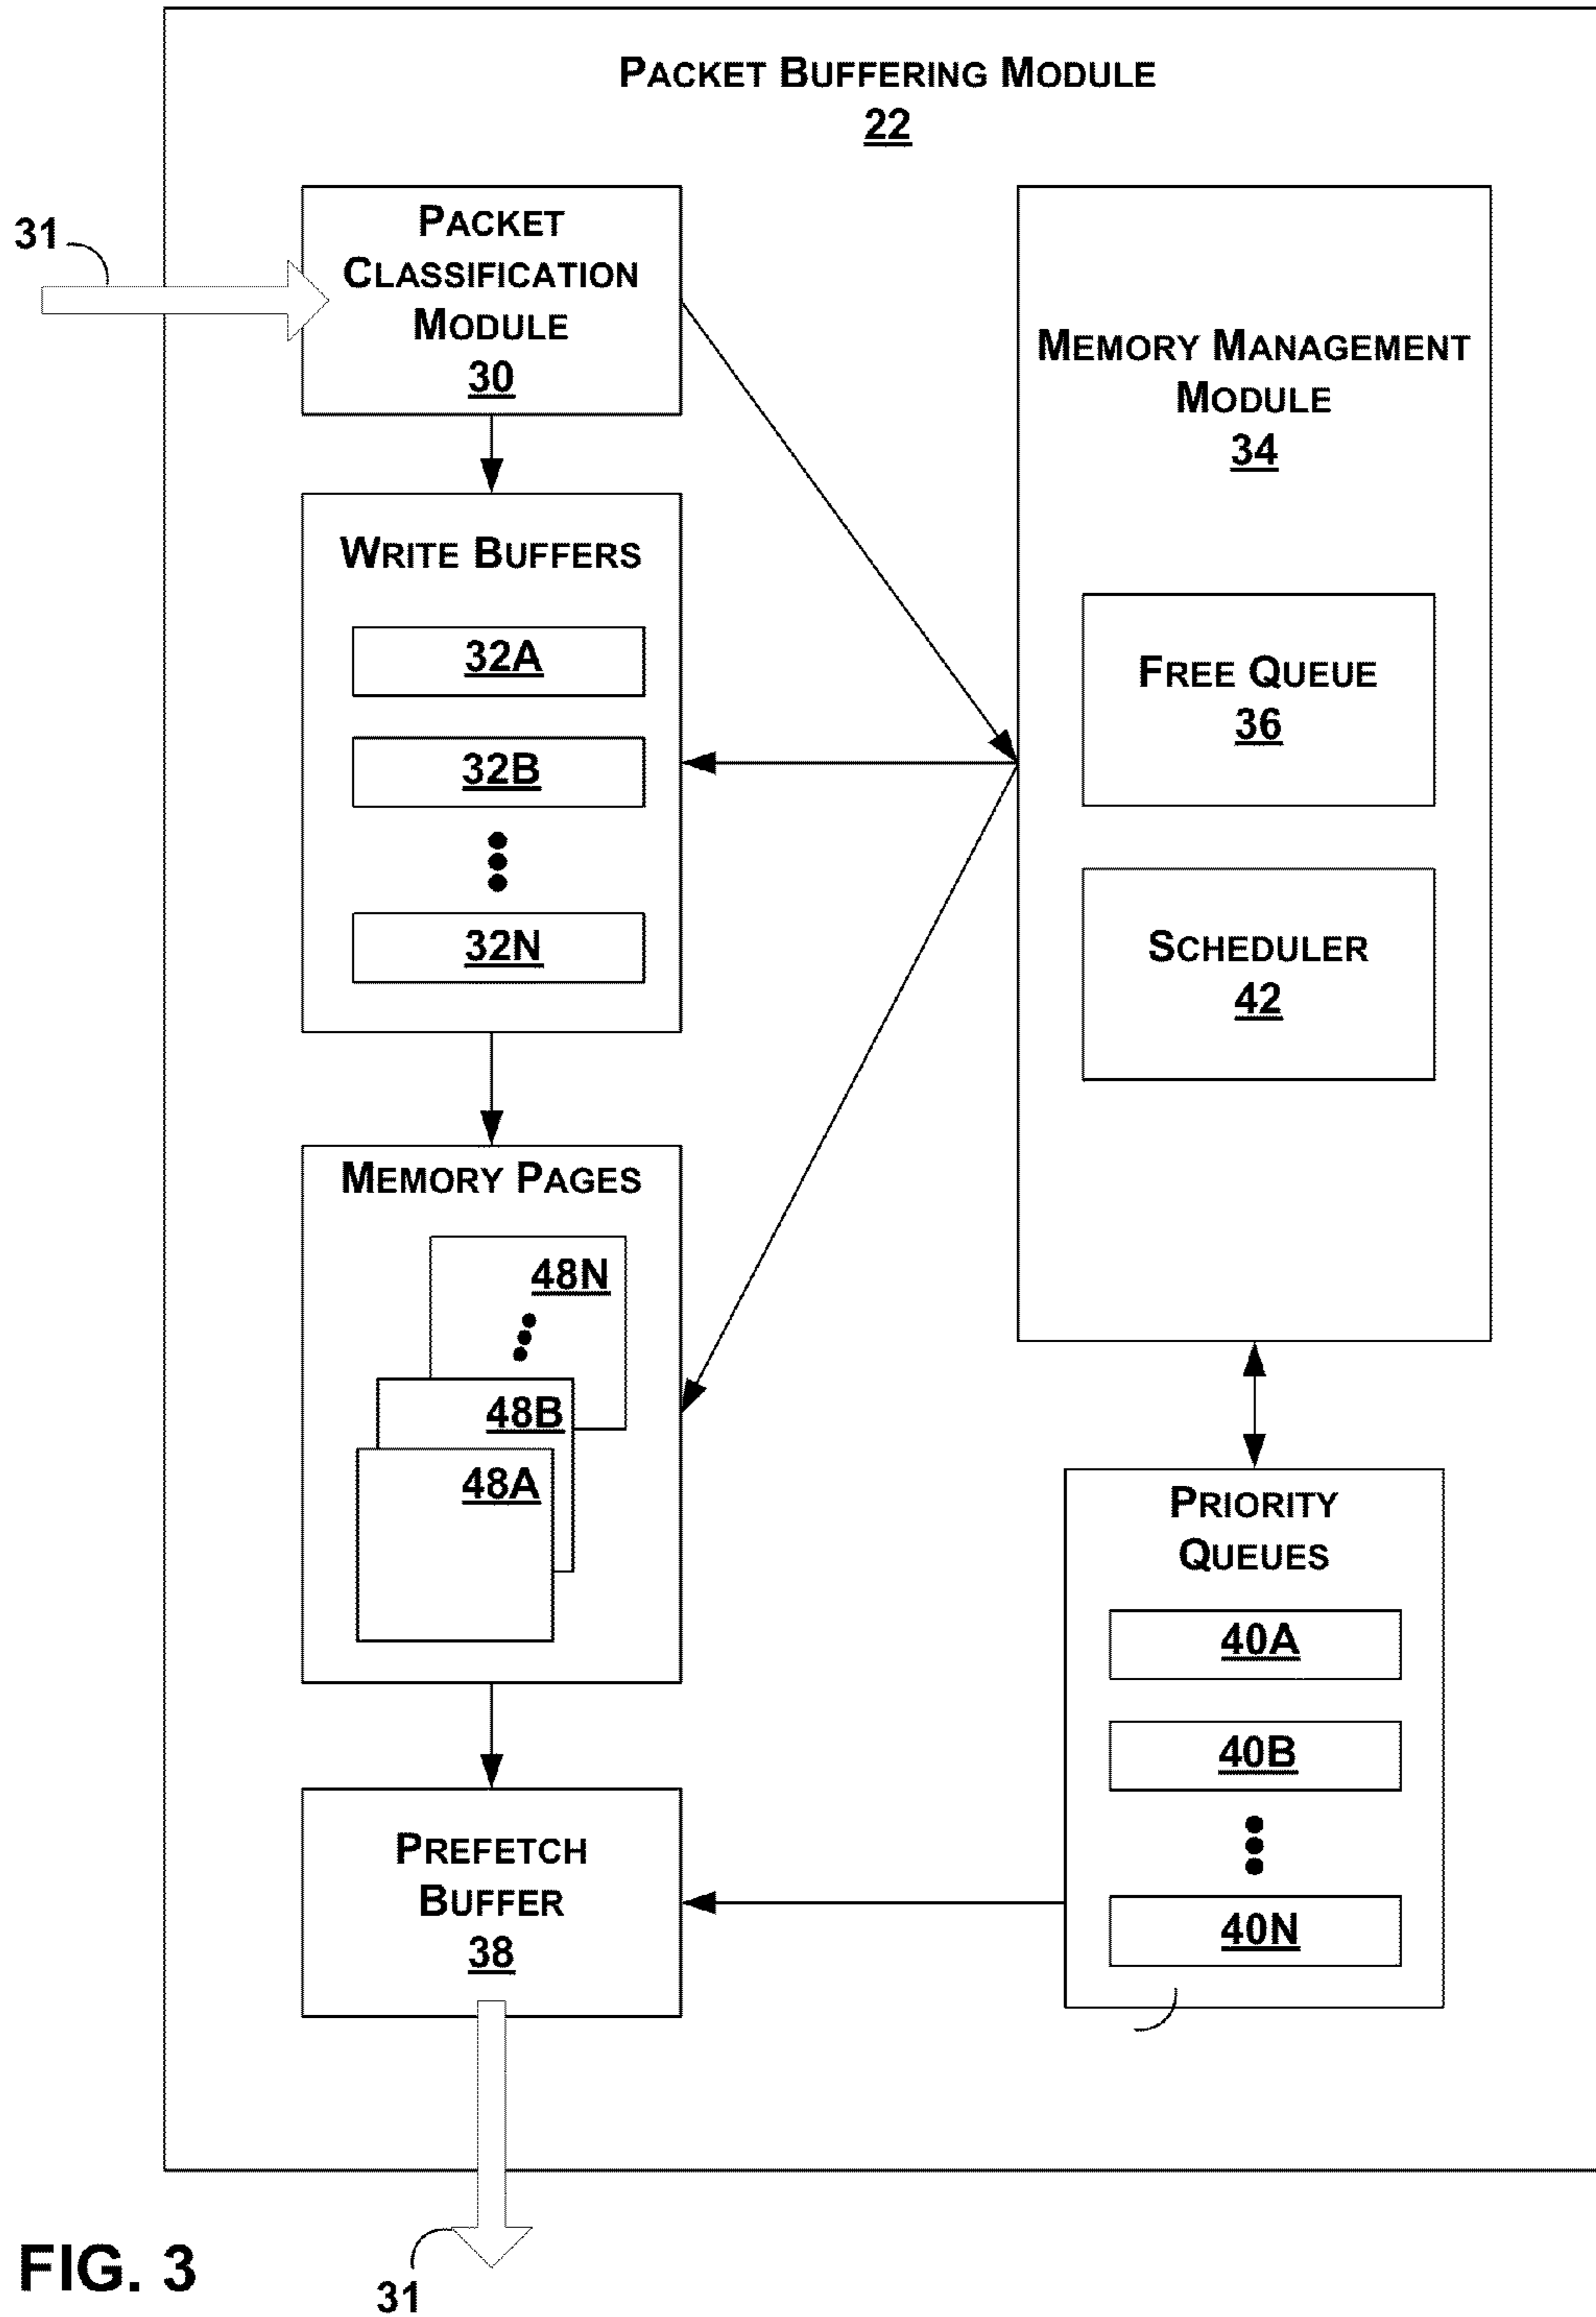 PACKET BUFFERING MODULE
22
31
PACKET
CLASSIFICATION
MODULE
30
MEMORY MANAGEMENT
MODULE
34
WRITE BUFFERS
32A
32B
32N
FREE QUEUE
36
SCHEDULER
42
MEMORY PAGES
48N
48B
48A
PRIORITY
QUEUES
40A
40B
40N
PREFETCH
BUFFER
38
31
FIG. 3